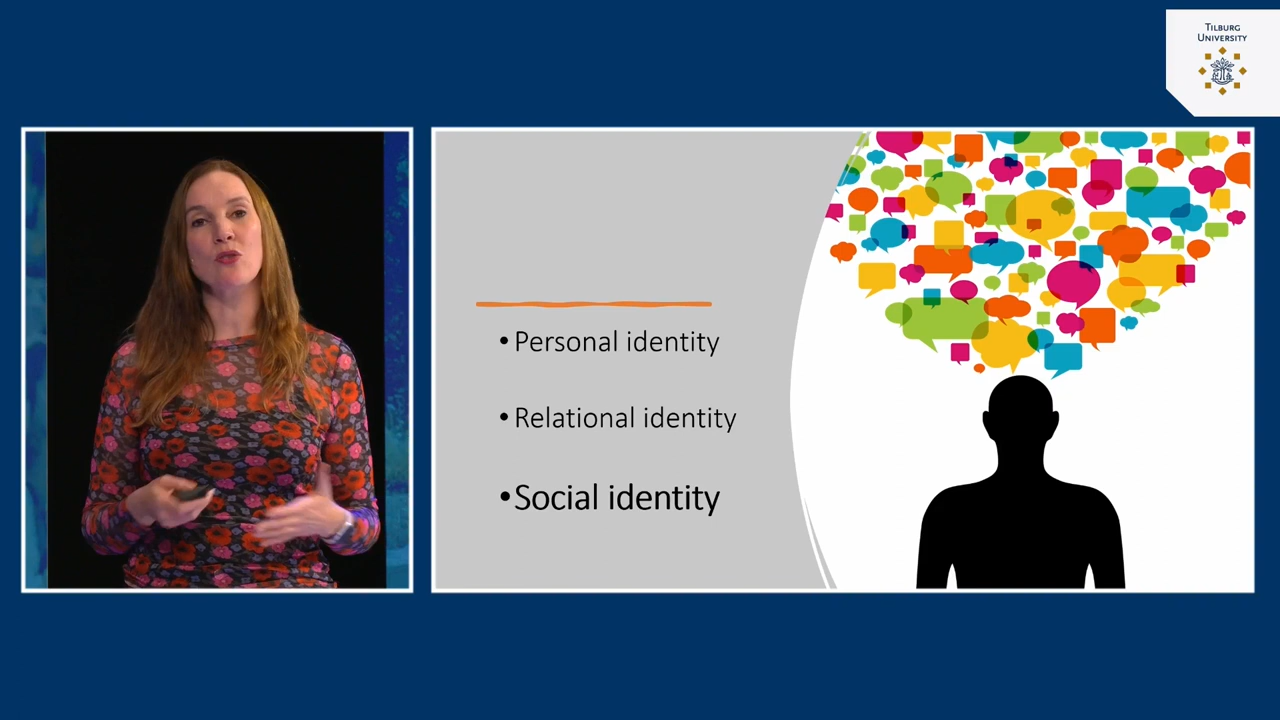 TILBURG
UNIVERSITY
• Personal identity
• Relational identity
•Social identity